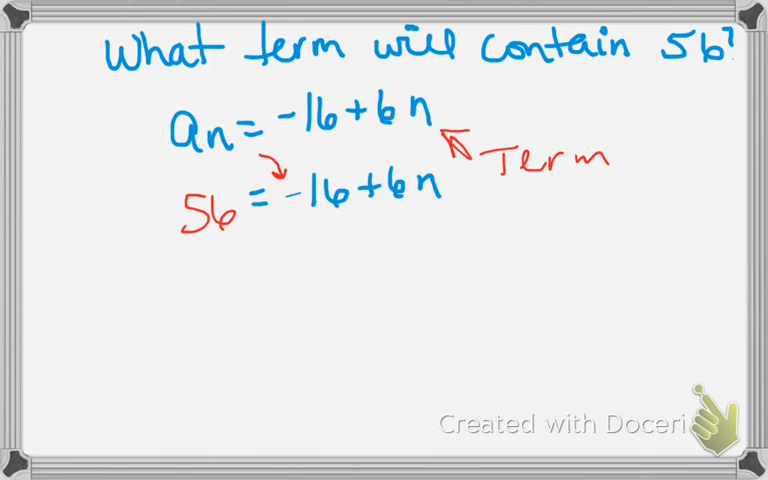 What term will contain 56?
an = -16 + 6n
Term
56 = -16 + 6n
Created with Doceri